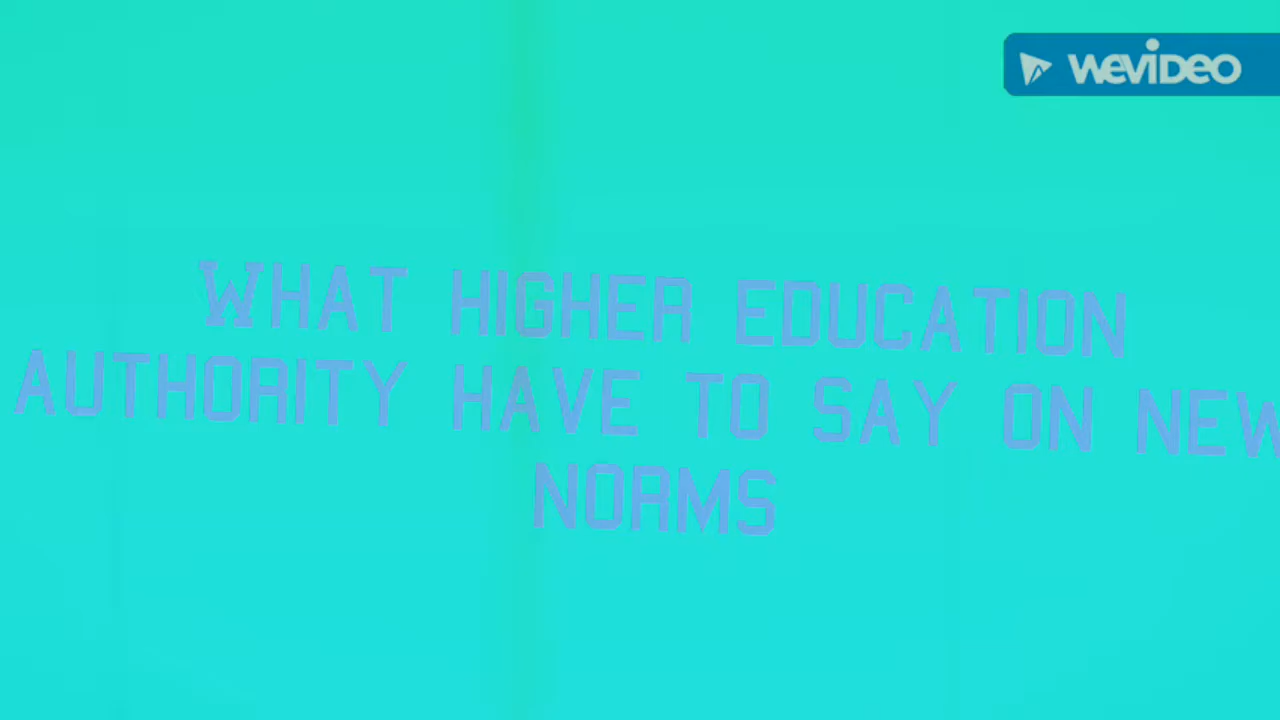 WEVIDEO
WHAT HIGHER EDUCATION
AUTHORITY HAVE TO SAY ON NEW
NORMS